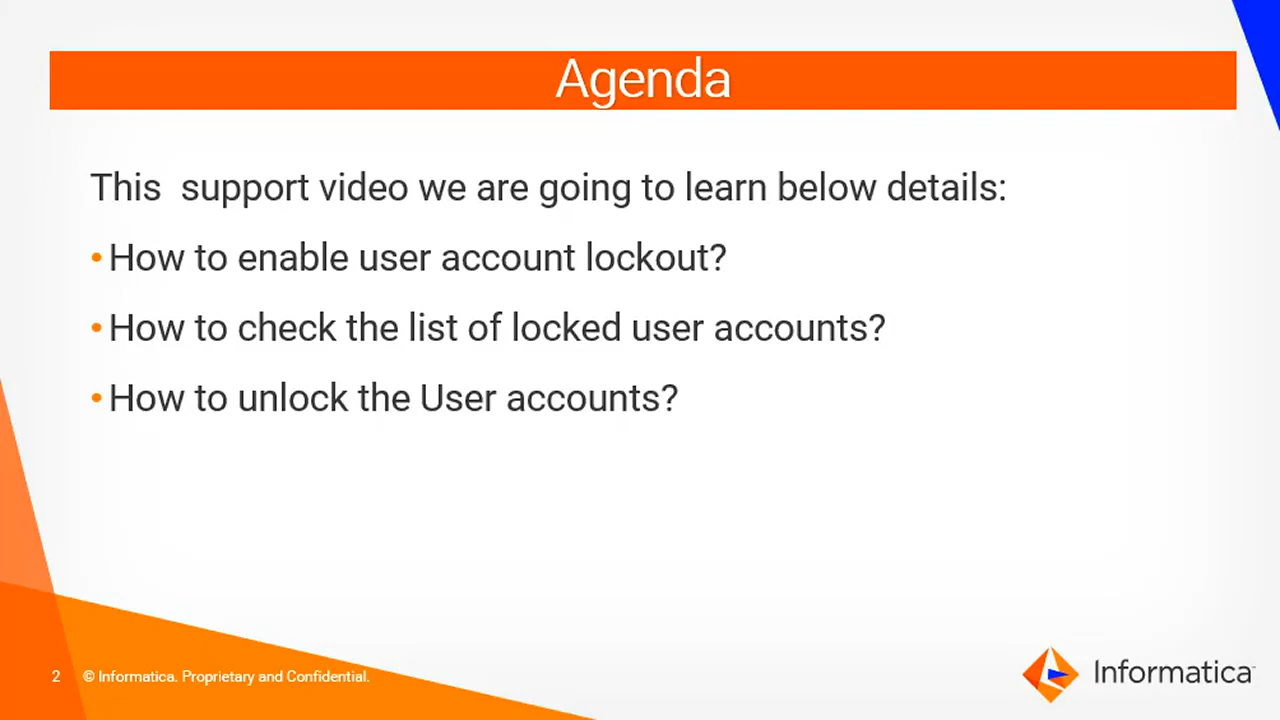 Agenda
This  support video we are going to learn below details:
•How to enable user account lockout?
•How to check the list of locked user accounts?
•How to unlock the User accounts?
2 © Informatica. Proprietary and Confidential.
Informatica